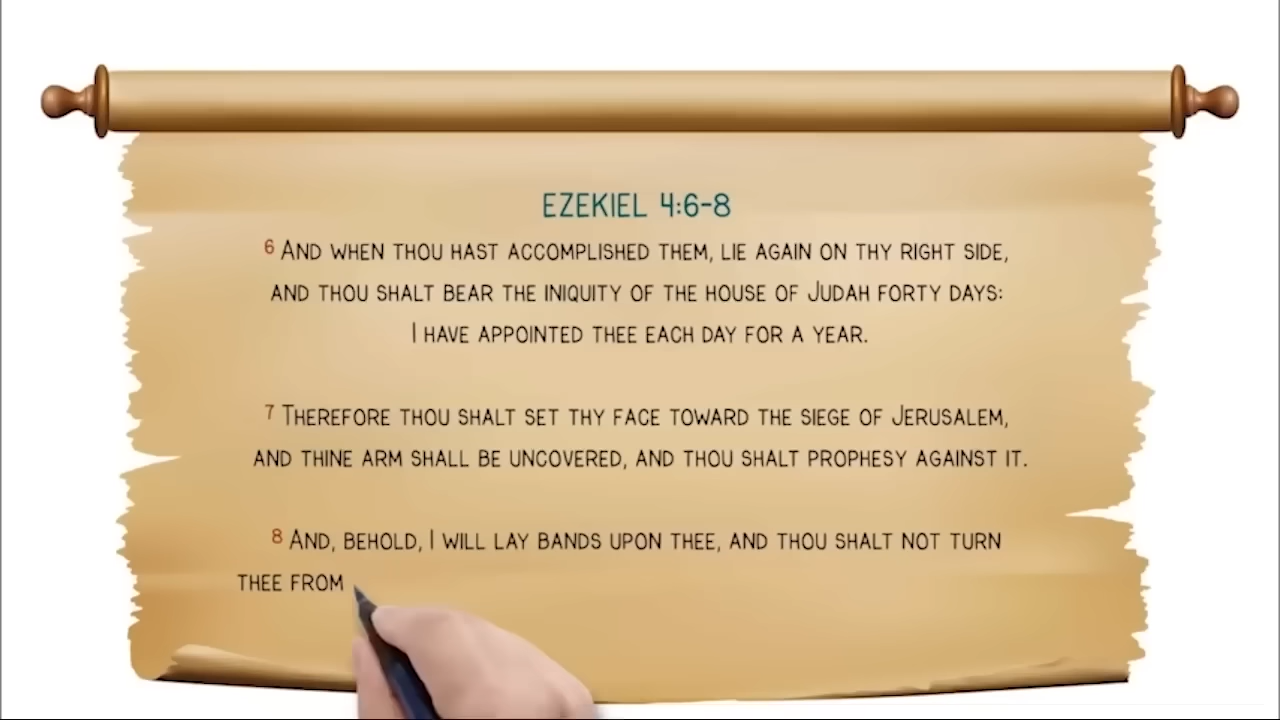 EZEKIEL 4:6-8
6 AND WHEN THOU HAST ACCOMPLISHED THEM, LIE AGAIN ON THY RIGHT SIDE,
AND THOU SHALT BEAR THE INIQUITY OF THE HOUSE OF JUDAH FORTY DAYS:
I HAVE APPOINTED THEE EACH DAY FOR A YEAR.
7 THEREFORE THOU SHALT SET THY FACE TOWARD THE SIEGE OF JERUSALEM,
AND THINE ARM SHALL BE UNCOVERED, AND THOU SHALT PROPHESY AGAINST IT.
8 AND, BEHOLD, I WILL LAY BANDS UPON THEE, AND THOU SHALT NOT TURN
THEE FROM